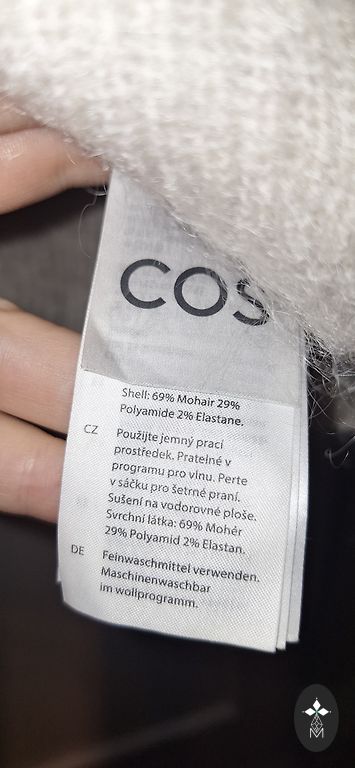 COS
Shell: 69% Mohair 29%
Polyamide 2% Elastane.
CZ Použijte jemný prací
prostředek. Pratelné v
programu pro vlnu. Perte
v sáčku pro šetrné praní.
Sušení na vodorovné ploše.
Svrchní látka: 69% Mohér
29% Polyamid 2% Elastan.
DE Feinwaschmittel verwenden.
Maschinenwaschbar
im wollprogramm.
M